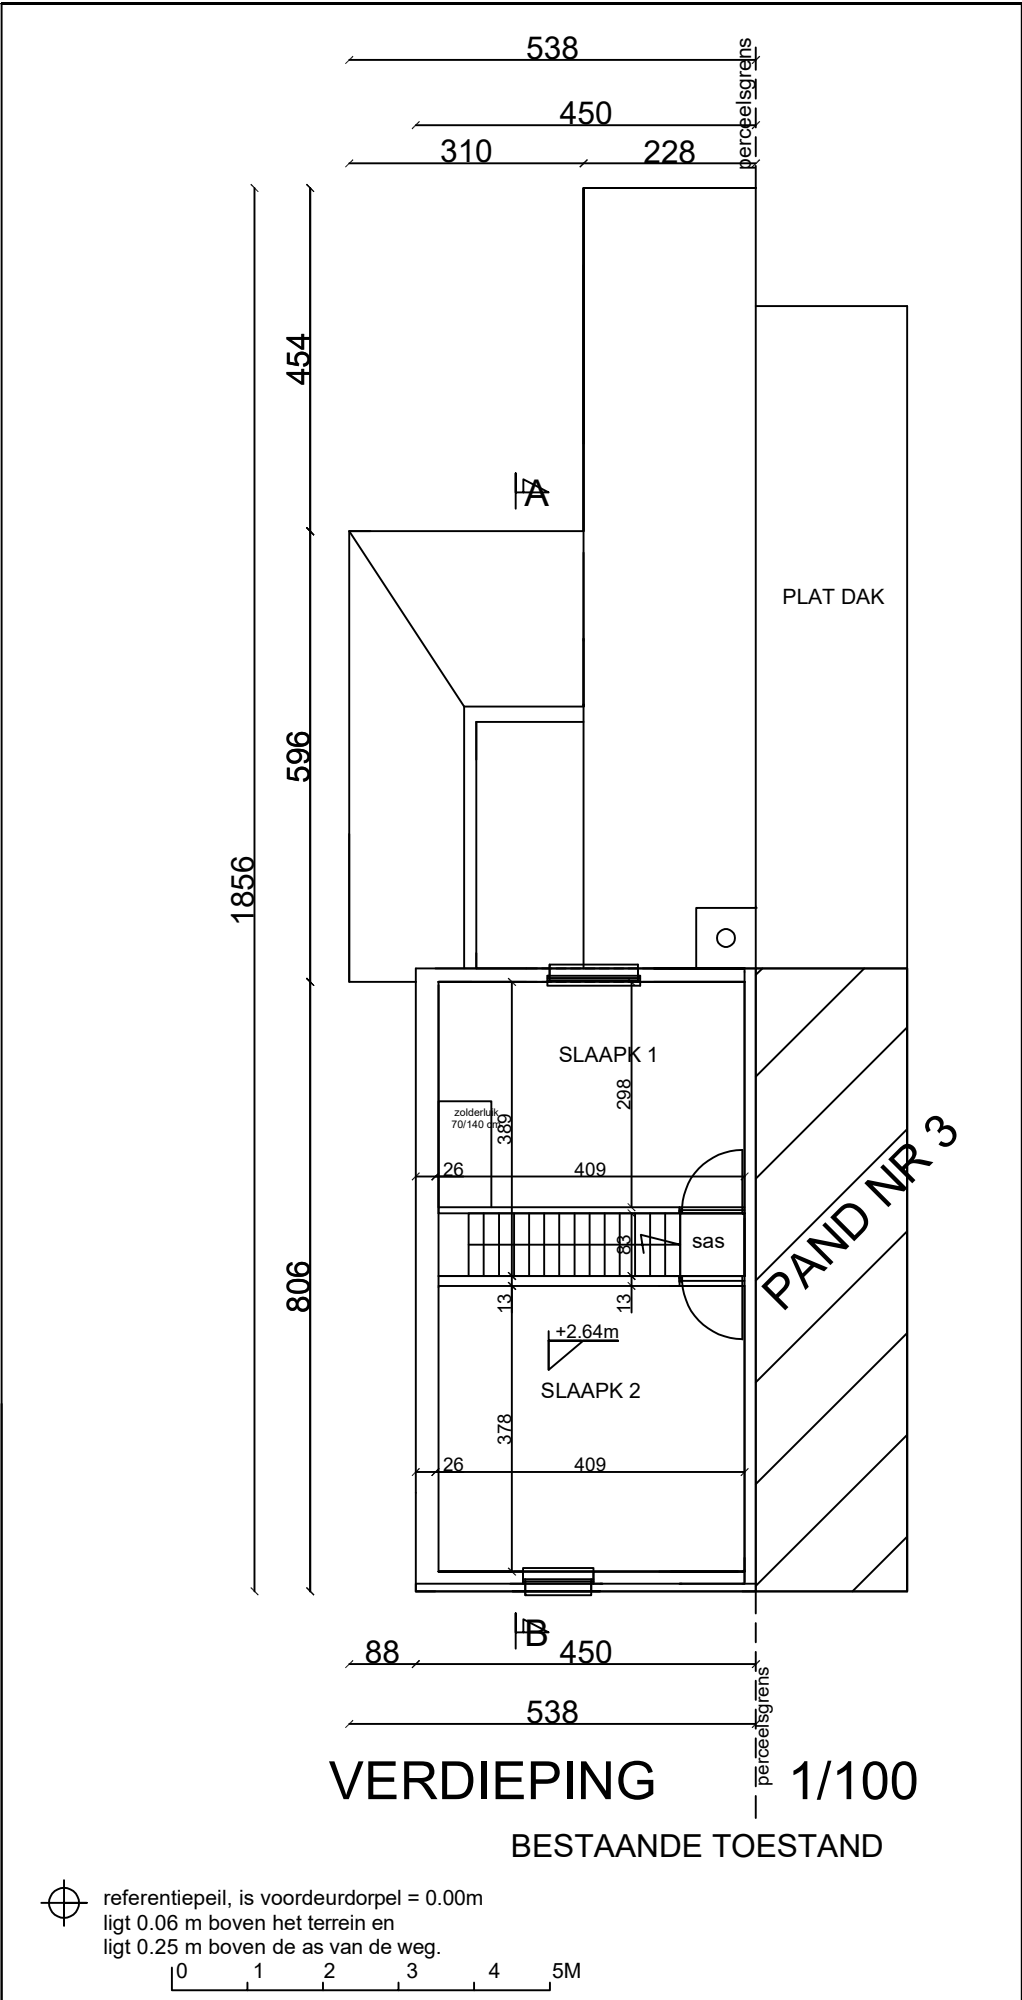 538
perceelsgrens
450
310
228
454
A
PLAT DAK
596
1856
SLAAPK 1
298
zolderluik
70/140 cm
389
26
409
PAND NR 3
83
sas
806
13
13
+2.64m
SLAAPK 2
378
26
409
B
88
450
perceelsgrens
538
VERDIEPING 1/100
BESTAANDE TOESTAND
referentiepeil, is voordeurdorpel = 0.00m
ligt 0.06 m boven het terrein en
ligt 0.25 m boven de as van de weg.
0 1 2 3 4 5M